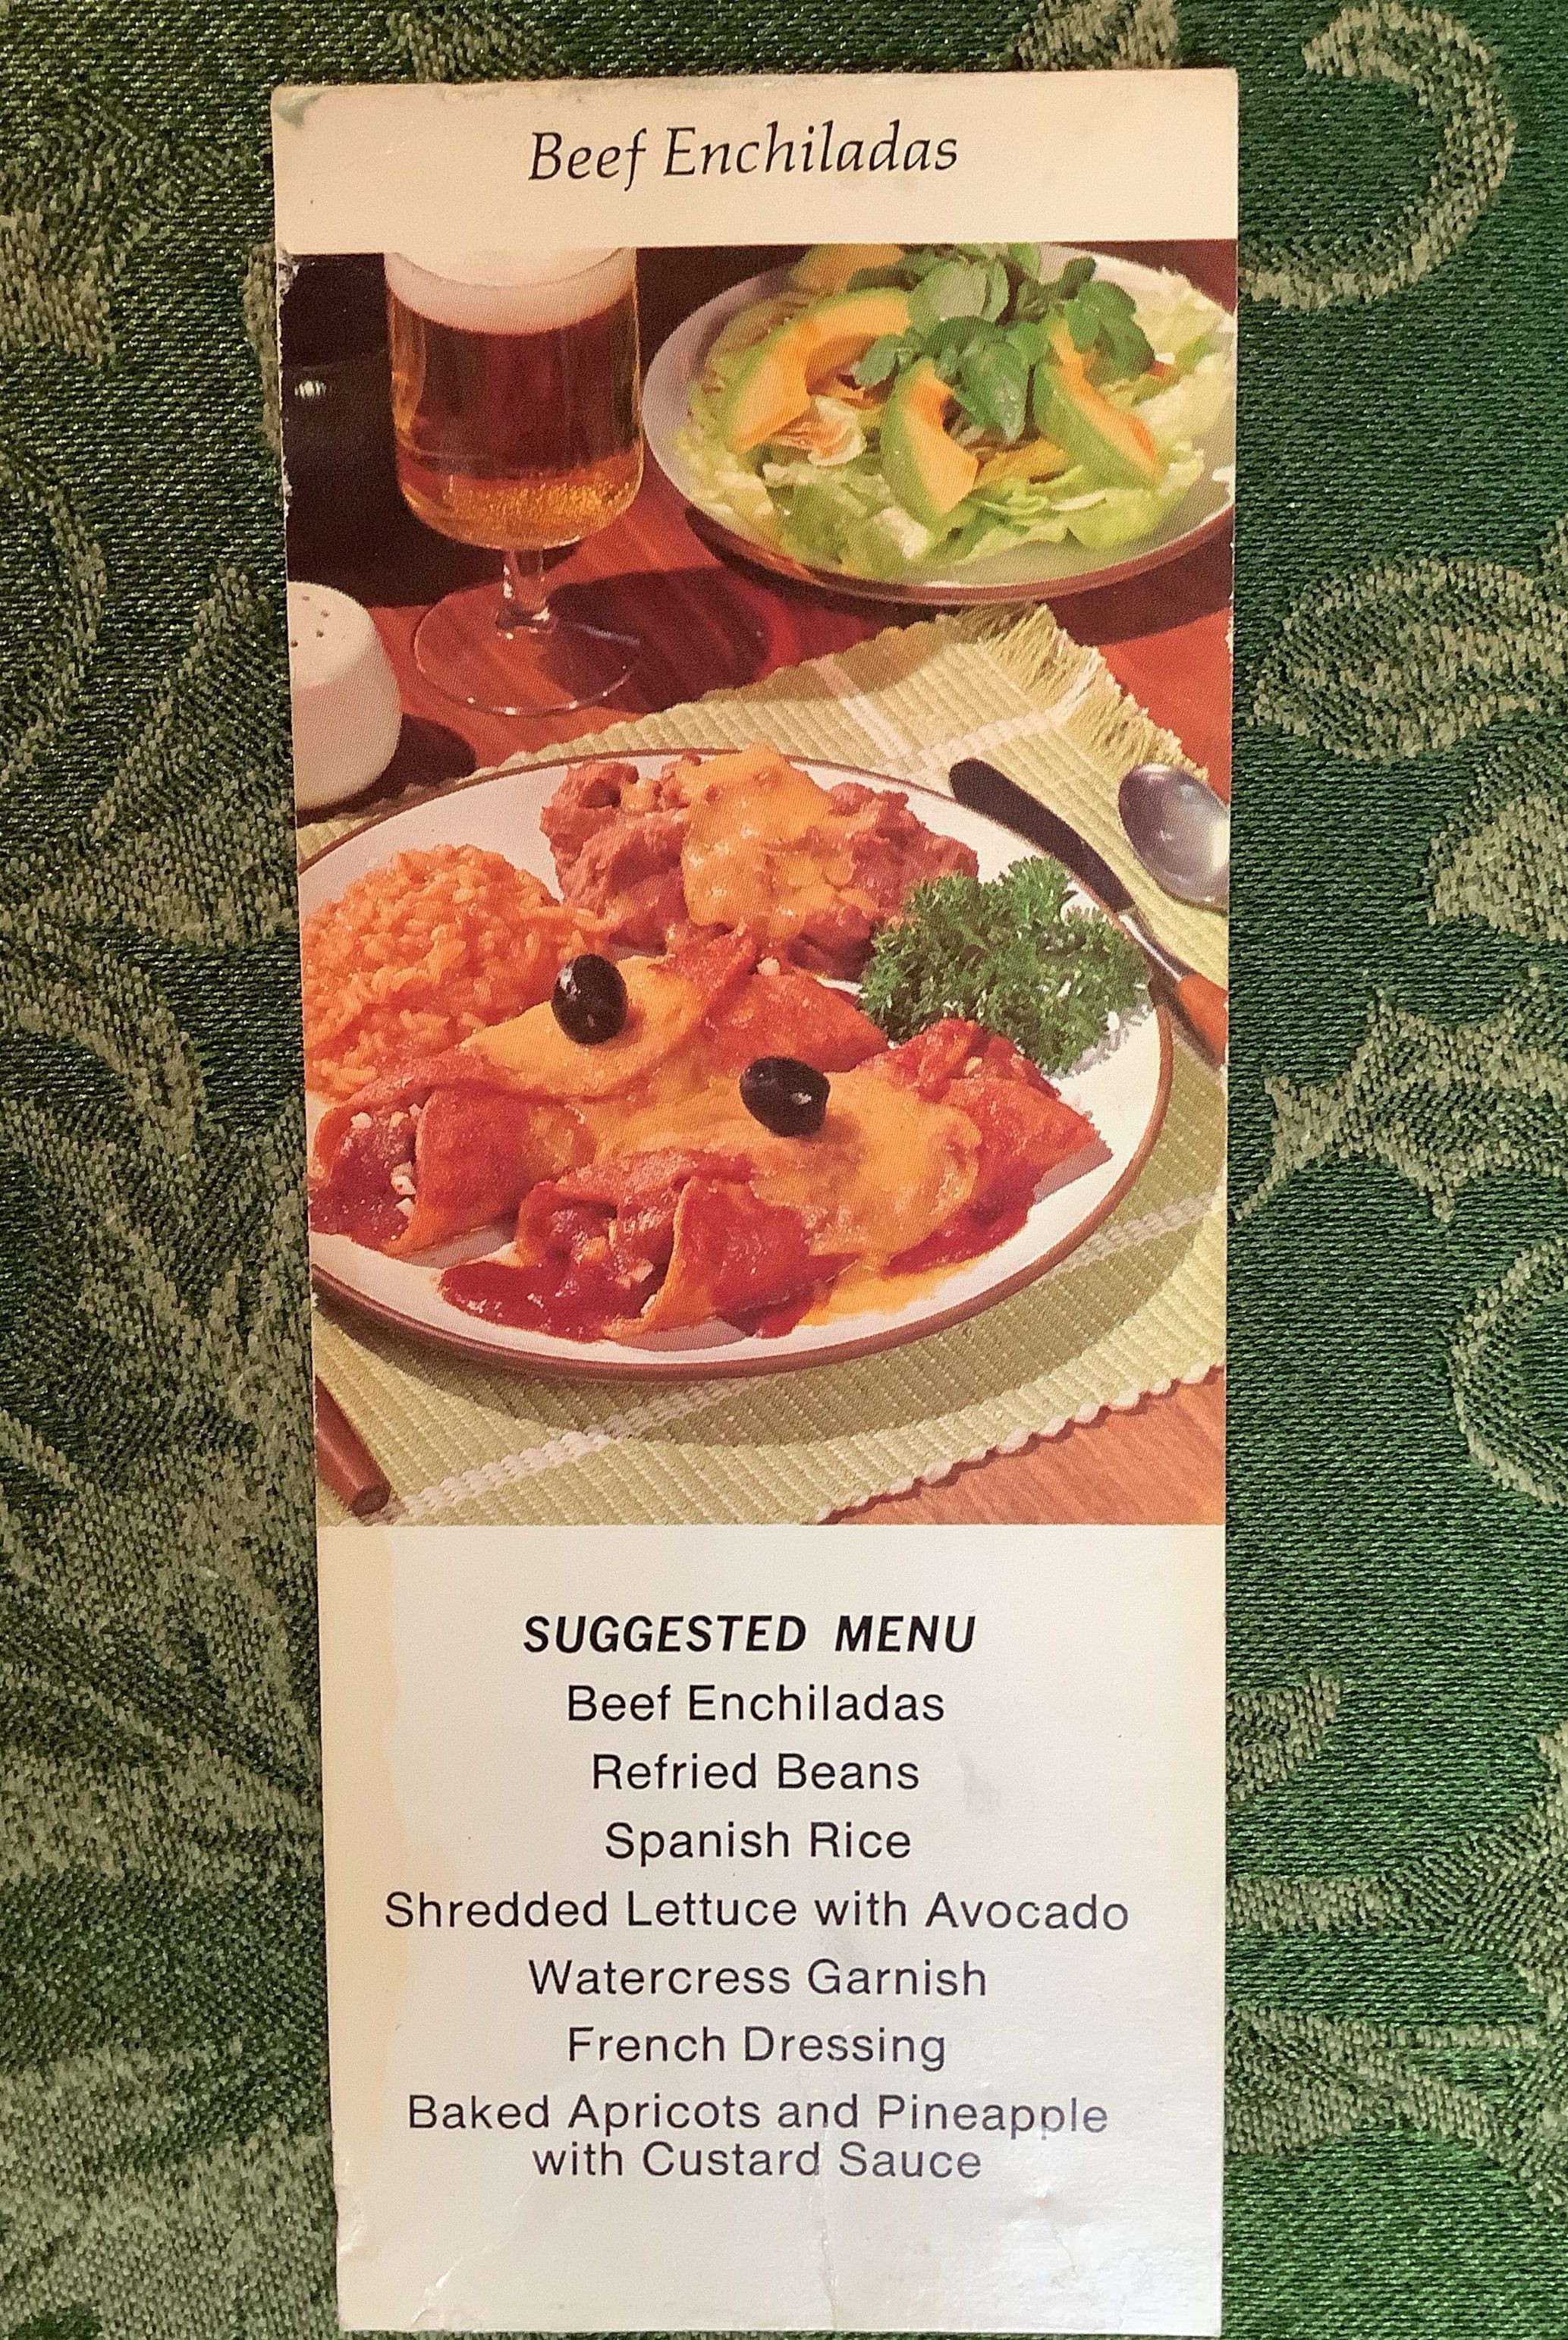 Beef Enchiladas
SUGGESTED MENU
Beef Enchiladas
Refried Beans
Spanish Rice
Shredded Lettuce with Avocado
Watercress Garnish
French Dressing
Baked Apricots and Pineapple
with Custard Sauce